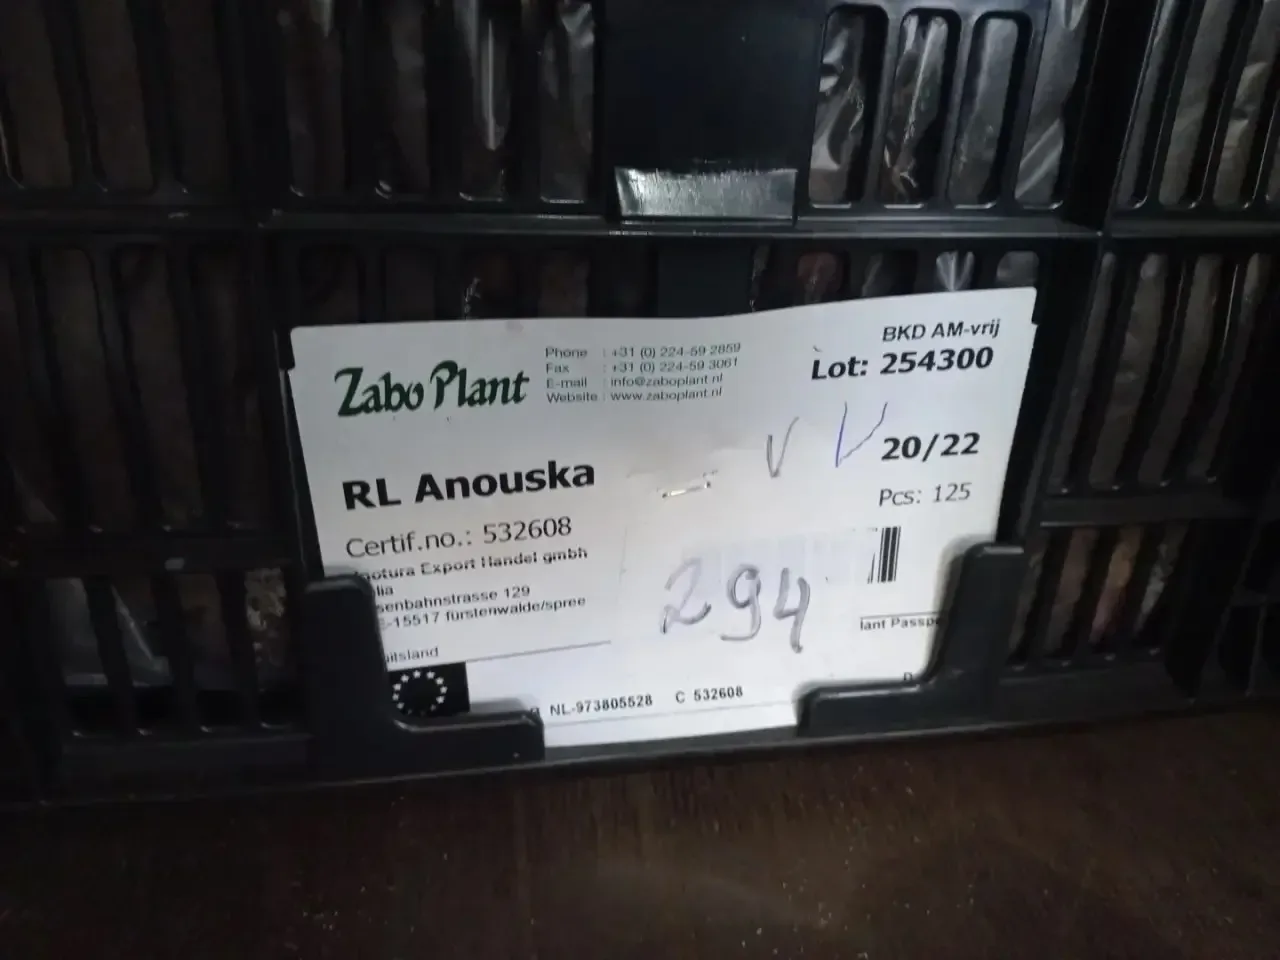 Zabo Plant
Phone : +31 (0) 224-59 2859
Fax : +31 (0) 224-59 3061
E-mail : info@zaboplant.nl
Website : www.zaboplant.nl
BKD AM-vrij
Lot: 254300
V V
20/22
RL Anouska
Pcs: 125
Certif.no.: 532608
Export Handel gmbh
senbahnstrasse 129
-15517 fürstenwalde/spree
294
lant Passp
itsland
NL-973805528 C 532608
D